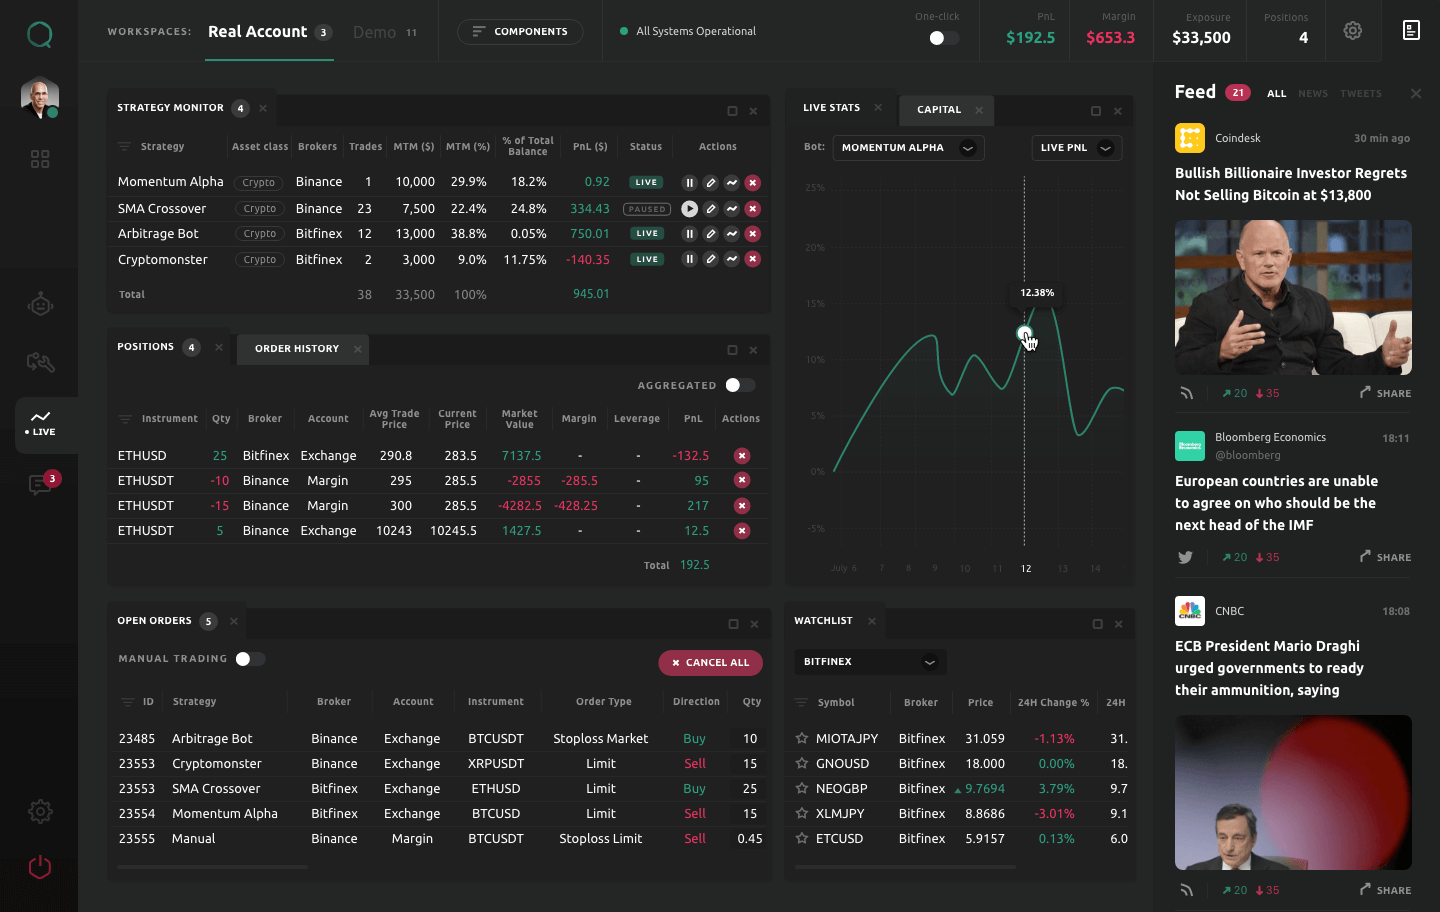 WORKSPACES: Real Account 3 Demo 11
COMPONENTS
All Systems Operational
One-click
PnL
$192.5
Margin
$653.3
Exposure
$33,500
Positions
4
LIVE
3
STRATEGY MONITOR 4
Strategy Asset class Brokers Trades MTM ($) MTM (%) % of Total Balance PnL ($) Status Actions
Momentum Alpha Crypto Binance 1 10,000 29.9% 18.2% 0.92 LIVE
SMA Crossover Crypto Binance 23 7,500 22.4% 24.8% 334.43 PAUSED
Arbitrage Bot Crypto Bitfinex 12 13,000 38.8% 0.05% 750.01 LIVE
Cryptomonster Crypto Bitfinex 2 3,000 9.0% 11.75% -140.35 LIVE
Total 38 33,500 100% 945.01
POSITIONS 4 ORDER HISTORY
AGGREGATED
Instrument Qty Broker Account Avg Trade Price Current Price Market Value Margin Leverage PnL Actions
ETHUSD 25 Bitfinex Exchange 290.8 283.5 7137.5 - - -132.5
ETHUSDT -10 Binance Margin 295 285.5 -2855 -285.5 - 95
ETHUSDT -15 Binance Margin 300 285.5 -4282.5 -428.25 - 217
ETHUSDT 5 Binance Exchange 10243 10245.5 1427.5 - - 12.5
Total 192.5
OPEN ORDERS 5
MANUAL TRADING
CANCEL ALL
ID Strategy Broker Account Instrument Order Type Direction Qty
23485 Arbitrage Bot Binance Exchange BTCUSDT Stoploss Market Buy 10
23553 Cryptomonster Binance Exchange XRPUSDT Limit Sell 15
23553 SMA Crossover Bitfinex Exchange ETHUSD Limit Buy 25
23554 Momentum Alpha Bitfinex Exchange BTCUSD Limit Sell 15
23555 Manual Binance Margin BTCUSDT Stoploss Limit Sell 0.45
LIVE STATS CAPITAL
Bot: MOMENTUM ALPHA LIVE PNL
25%
20%
15%
10%
5%
0%
-5%
12.38%
July 6 7 8 9 10 11 12 13 14
WATCHLIST
BITFINEX
Symbol Broker Price 24H Change % 24H
MIOTAJPY Bitfinex 31.059 -1.13% 31.
GNOUSD Bitfinex 18.000 0.00% 18.
NEOGBP Bitfinex 9.7694 3.79% 9.7
XLMJPY Bitfinex 8.8686 -3.01% 9.1
ETCUSD Bitfinex 5.9157 0.13% 6.0
Feed 21 ALL NEWS TWEETS
Coindesk 30 min ago
Bullish Billionaire Investor Regrets
Not Selling Bitcoin at $13,800
20 35 SHARE
Bloomberg Economics 18:11
@bloomberg
European countries are unable
to agree on who should be the
next head of the IMF
20 35 SHARE
CNBC
CNBC 18:08
ECB President Mario Draghi
urged governments to ready
their ammunition, saying
20 35 SHARE